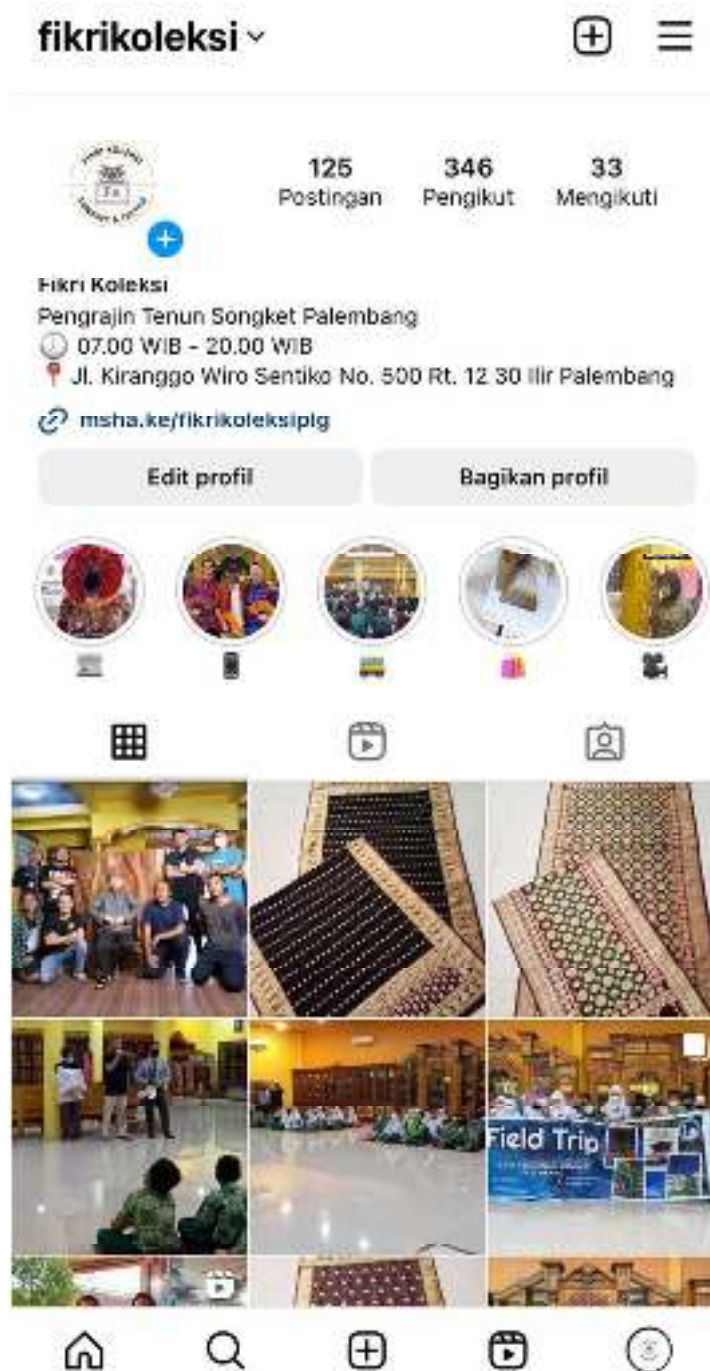 fikrikoleksi
125 346 33
Postingan Pengikut Mengikuti
Fikri Koleksi
Pengrajin Tenun Songket Palembang
07.00 WIB - 20.00 WIB
Jl. Kiranggo Wiro Sentiko No. 500 Rt. 12 30 Ilir Palembang
msha.ke/fikrikoleksiplg
Edit profil Bagikan profil
Field Trip